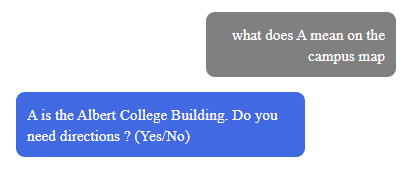 what does A mean on the
campus map
A is the Albert College Building. Do you
need directions ? (Yes/No)